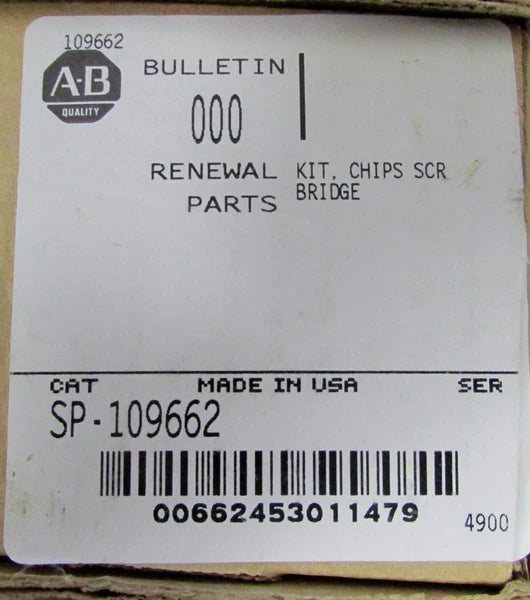 109662
A-B
QUALITY
BULLETIN
000
RENEWAL
PARTS
KIT, CHIPS SCR
BRIDGE
CAT MADE IN USA SER
SP-109662
00662453011479
4900